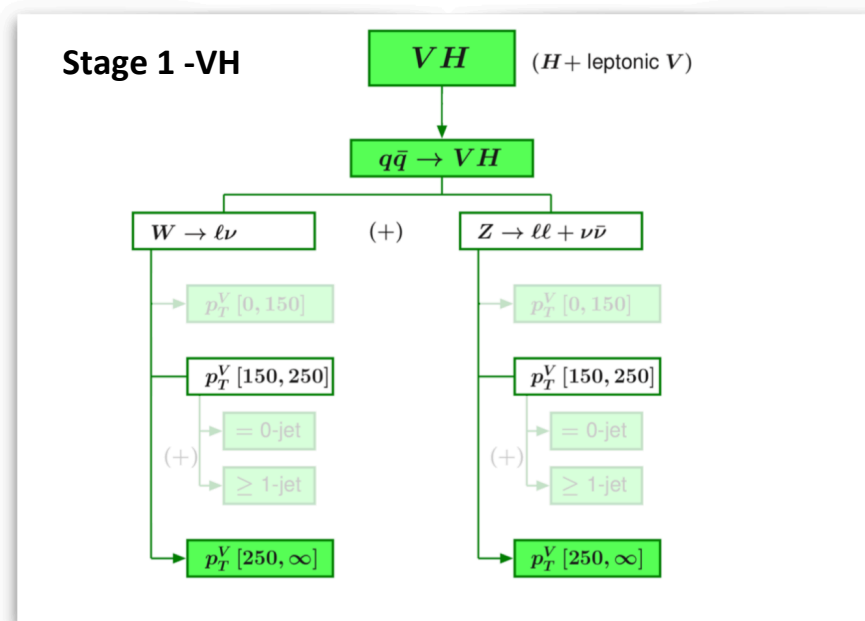 Stage 1 -VH
VH
(H+ leptonic V)
qq̄ → VH
W → ℓν
(+)
Z → ℓℓ + νν̄
p_T^V [0, 150]
p_T^V [0, 150]
p_T^V [150, 250]
p_T^V [150, 250]
= 0-jet
= 0-jet
(+)
(+)
≥ 1-jet
≥ 1-jet
p_T^V [250, ∞]
p_T^V [250, ∞]